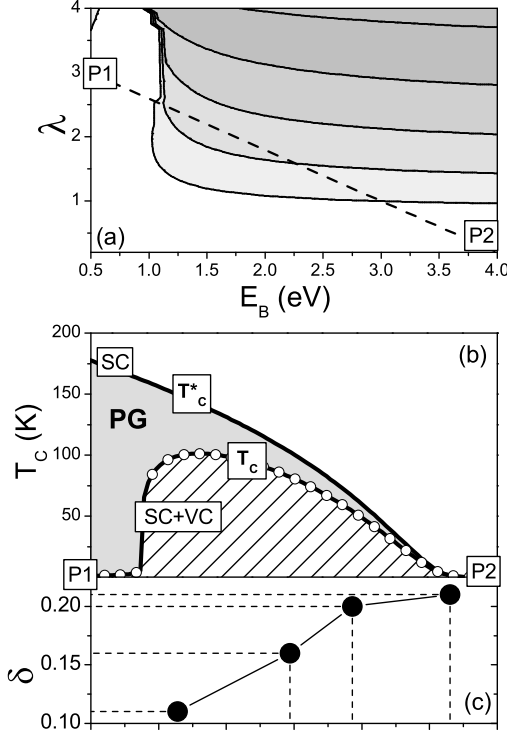 4
3
2
1
λ
P1
P2
(a)
0.5 1.0 1.5 2.0 2.5 3.0 3.5 4.0
E_B (eV)
200
150
100
50
T_C (K)
SC
T*_C
(b)
PG
T_C
SC+VC
P1
P2
0.20
0.15
0.10
δ
(c)